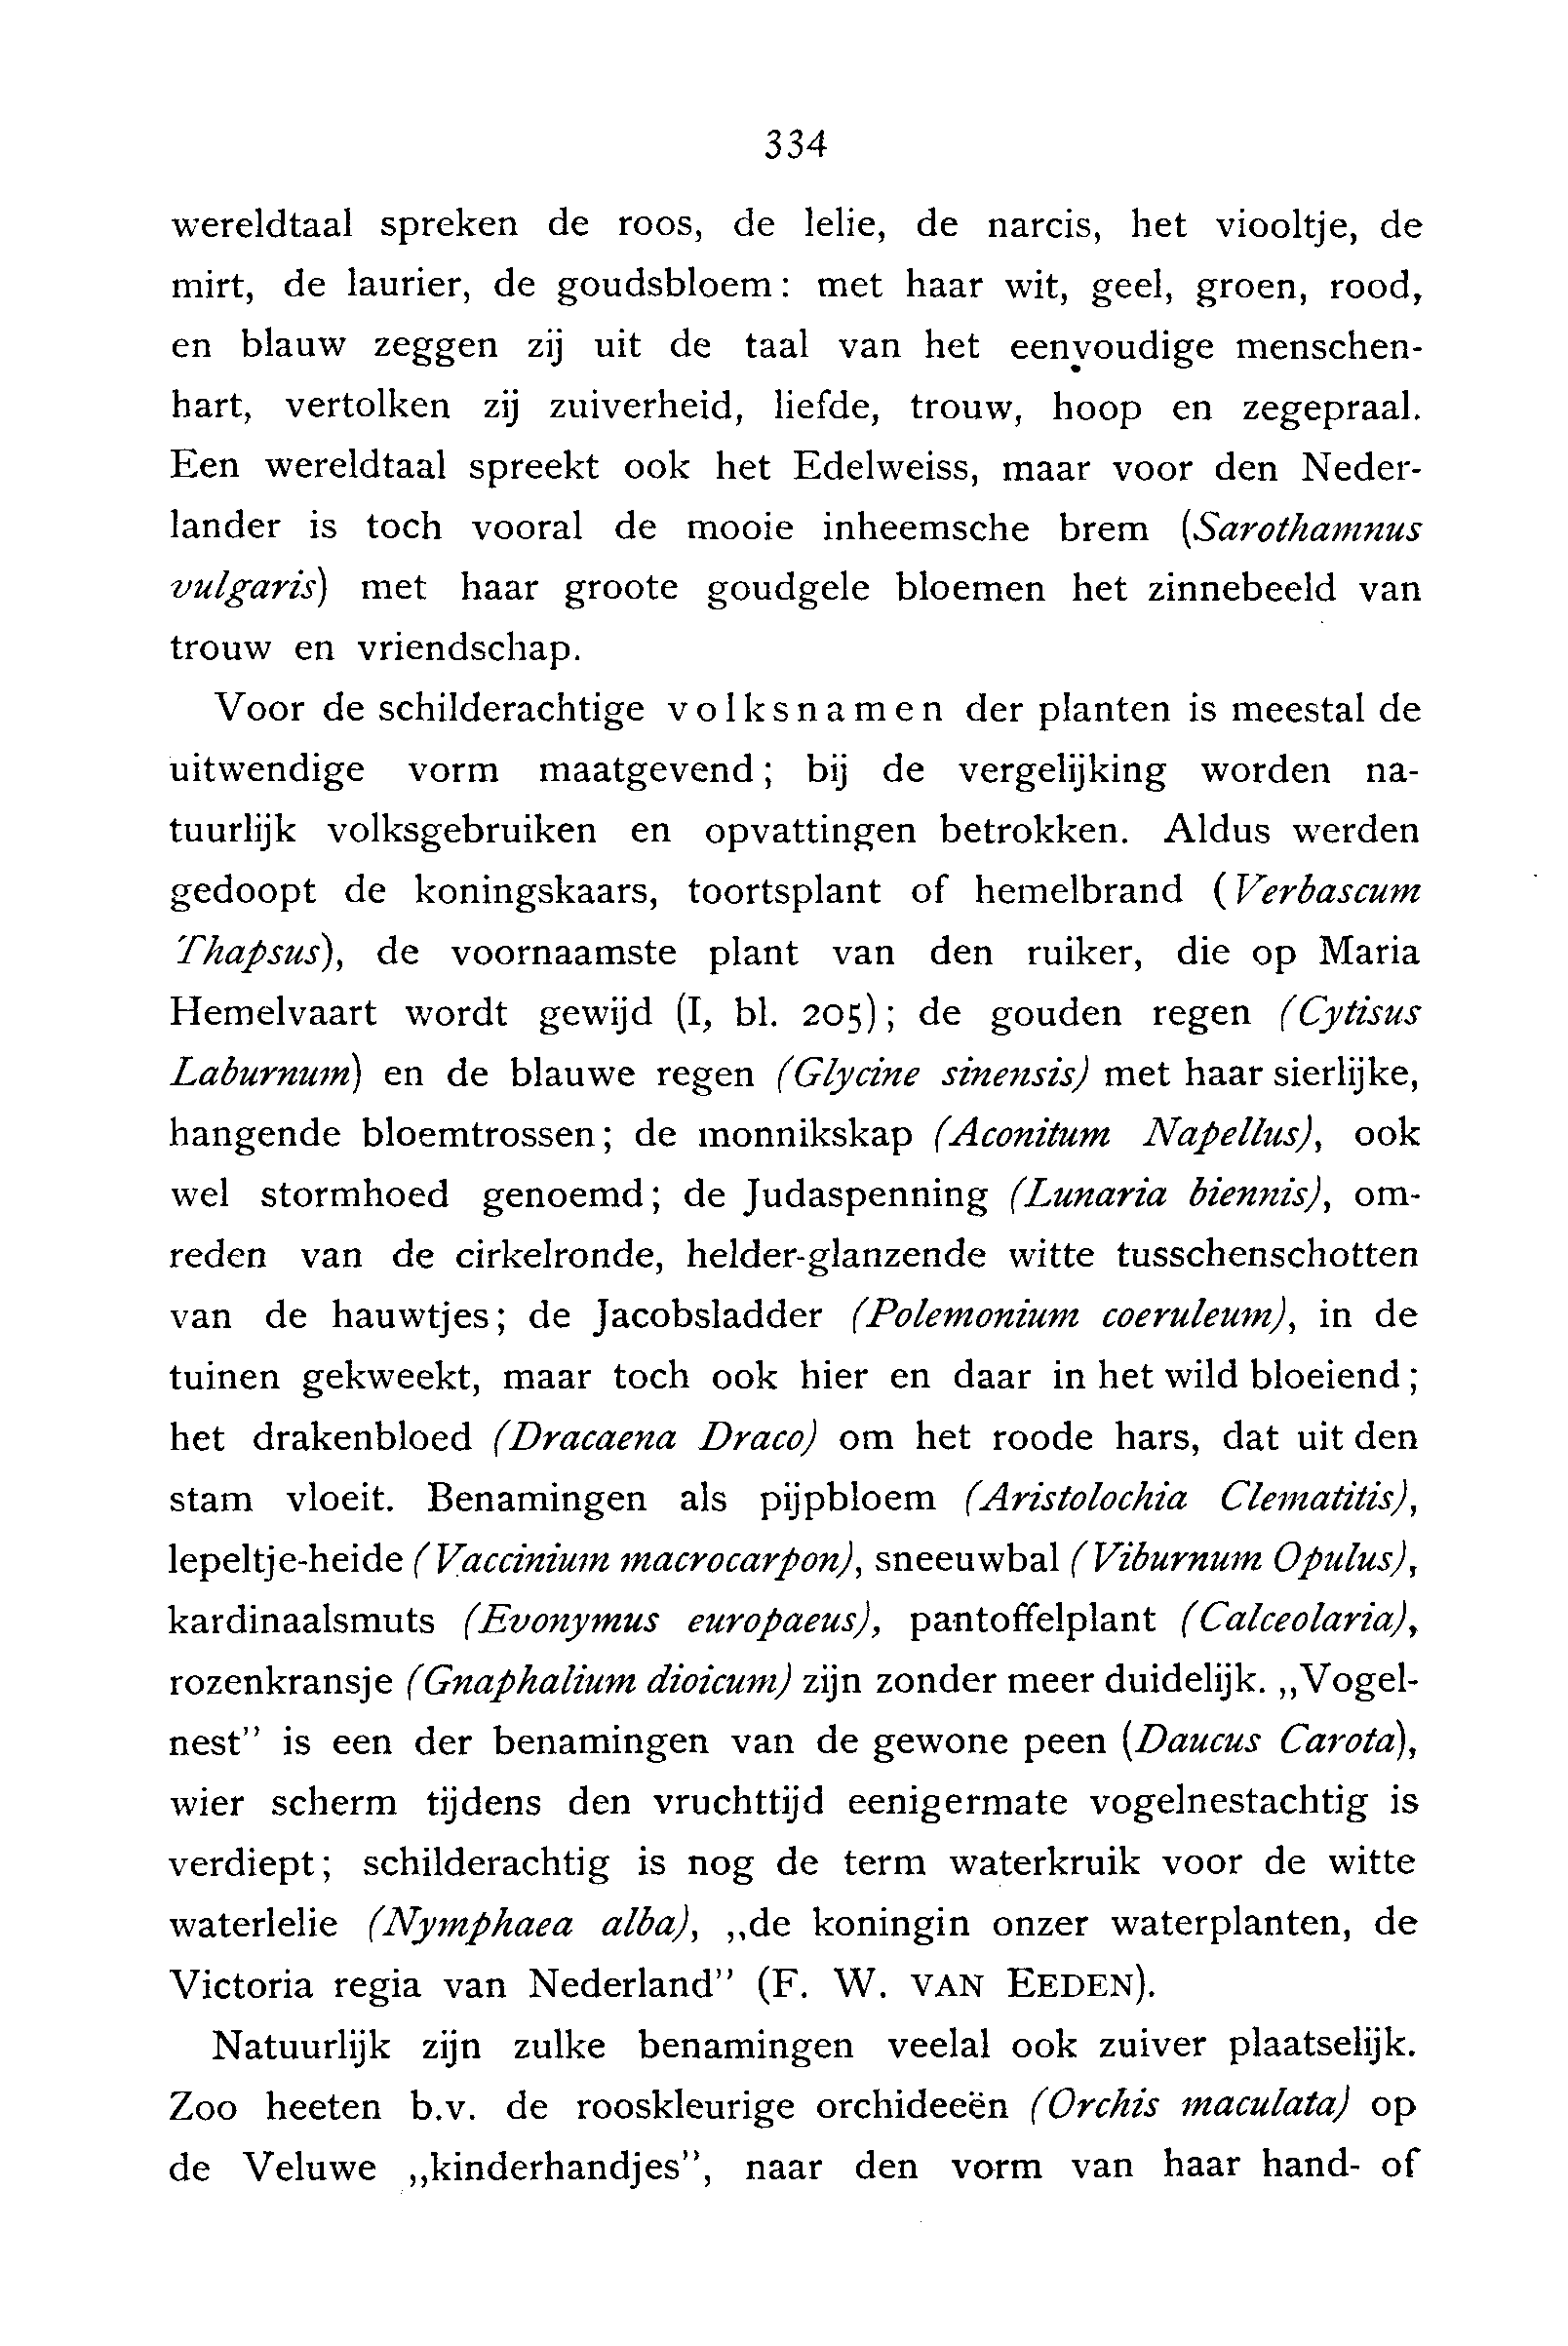 334
wereldtaal spreken de roos, de lelie, de narcis, het viooltje, de
mirt, de laurier, de goudsbloem: met haar wit, geel, groen, rood,
en blauw zeggen zij uit de taal van het eenvoudige menschen-
hart, vertolken zij zuiverheid, liefde, trouw, hoop en zegepraal.
Een wereldtaal spreekt ook het Edelweiss, maar voor den Neder-
lander is toch vooral de mooie inheemsche brem (Sarothamnus
vulgaris) met haar groote goudgele bloemen het zinnebeeld van
trouw en vriendschap.
Voor de schilderachtige volksnamen der planten is meestal de
uitwendige vorm maatgevend; bij de vergelijking worden na-
tuurlijk volksgebruiken en opvattingen betrokken. Aldus werden
gedoopt de koningskaars, toortsplant of hemelbrand (Verbascum
Thapsus), de voornaamste plant van den ruiker, die op Maria
Hemelvaart wordt gewijd (I, bl. 205); de gouden regen (Cytisus
Laburnum) en de blauwe regen (Glycine sinensis) met haar sierlijke,
hangende bloemtrossen; de monnikskap (Aconitum Napellus), ook
wel stormhoed genoemd; de Judaspenning (Lunaria biennis), om-
reden van de cirkelronde, helder-glanzende witte tusschenschotten
van de hauwtjes; de Jacobsladder (Polemonium coeruleum), in de
tuinen gekweekt, maar toch ook hier en daar in het wild bloeiend;
het drakenbloed (Dracaena Draco) om het roode hars, dat uit den
stam vloeit. Benamingen als pijpbloem (Aristolochia Clematitis),
lepeltje-heide (Vaccinium macrocarpon), sneeuwbal (Viburnum Opulus),
kardinaalsmuts (Evonymus europaeus), pantoffelplant (Calceolaria),
rozenkransje (Gnaphalium dioicum) zijn zonder meer duidelijk. „Vogel-
nest” is een der benamingen van de gewone peen (Daucus Carota),
wier scherm tijdens den vruchttijd eenigermate vogelnestachtig is
verdiept; schilderachtig is nog de term waterkruik voor de witte
waterlelie (Nymphaea alba), „de koningin onzer waterplanten, de
Victoria regia van Nederland” (F. W. VAN EEDEN).
Natuurlijk zijn zulke benamingen veelal ook zuiver plaatselijk.
Zoo heeten b.v. de rooskleurige orchideeën (Orchis maculata) op
de Veluwe „kinderhandjes”, naar den vorm van haar hand- of